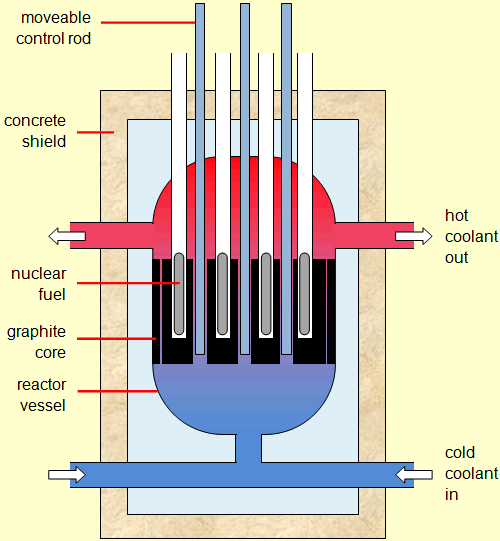 moveable
control rod
concrete
shield
hot
coolant
out
nuclear
fuel
graphite
core
reactor
vessel
cold
coolant
in